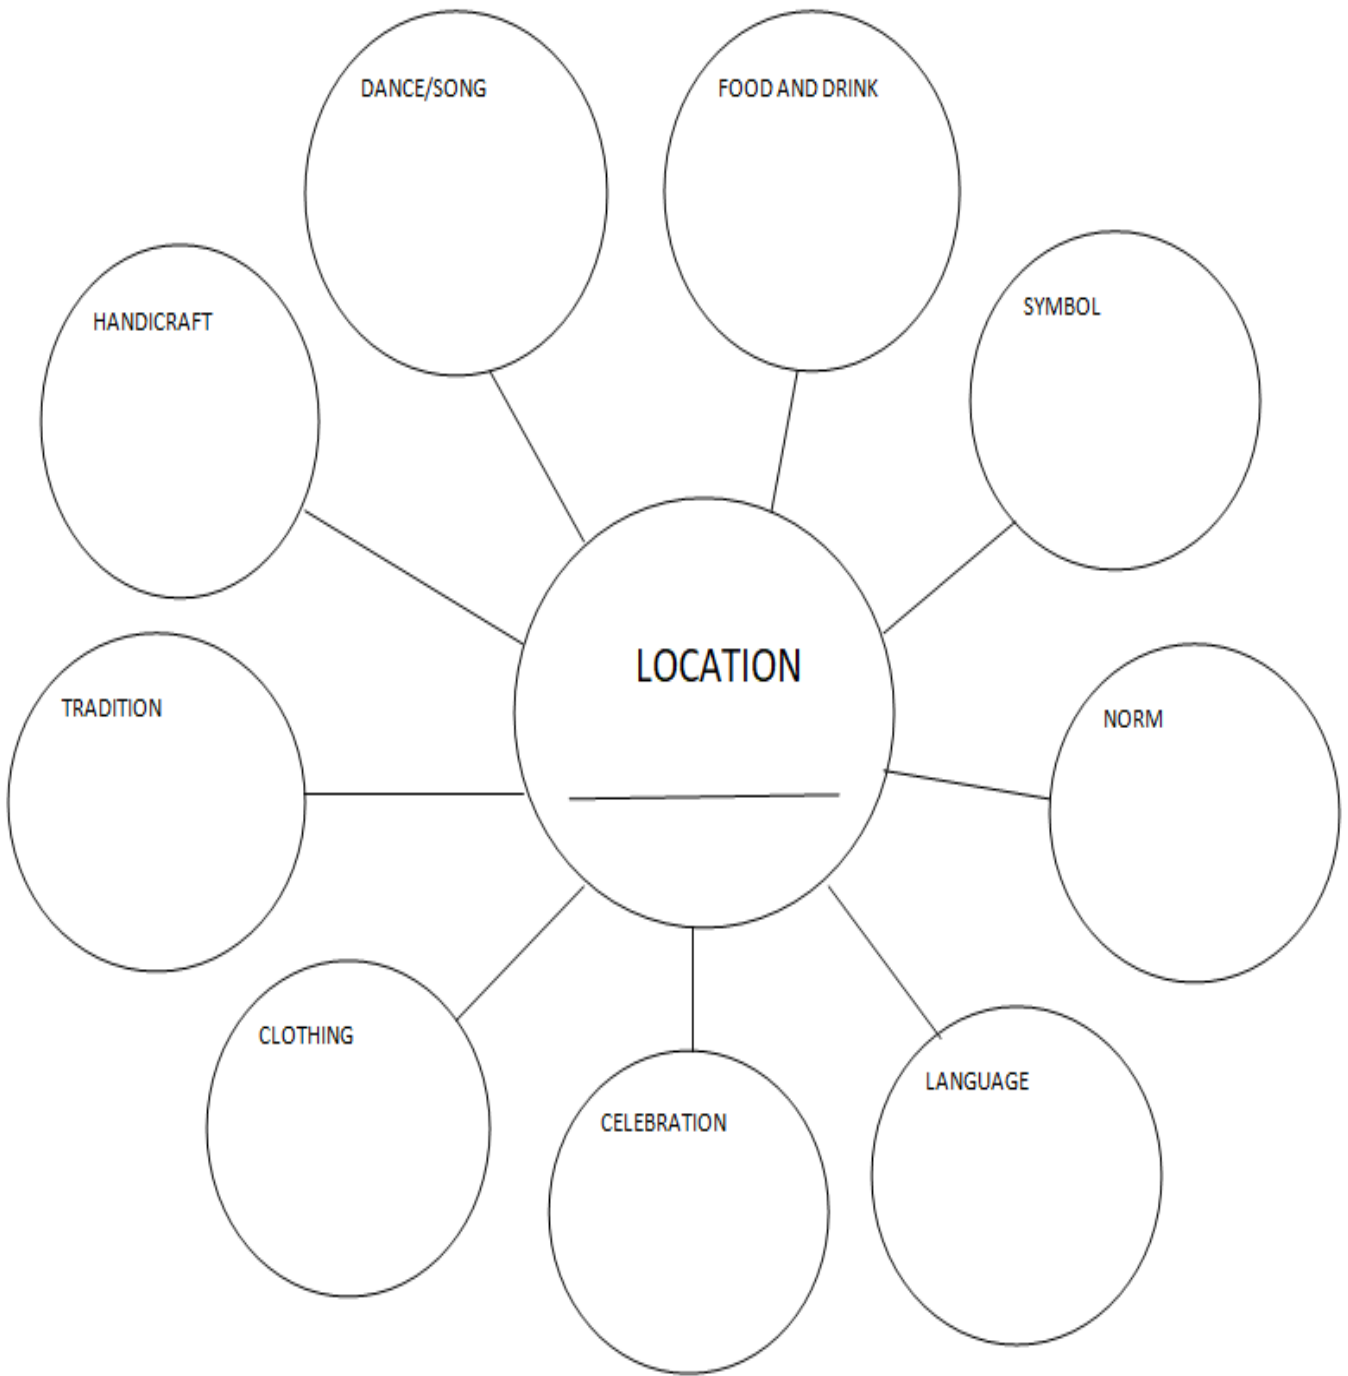 DANCE/SONG
FOOD AND DRINK
SYMBOL
HANDICRAFT
LOCATION
TRADITION
NORM
CLOTHING
LANGUAGE
CELEBRATION